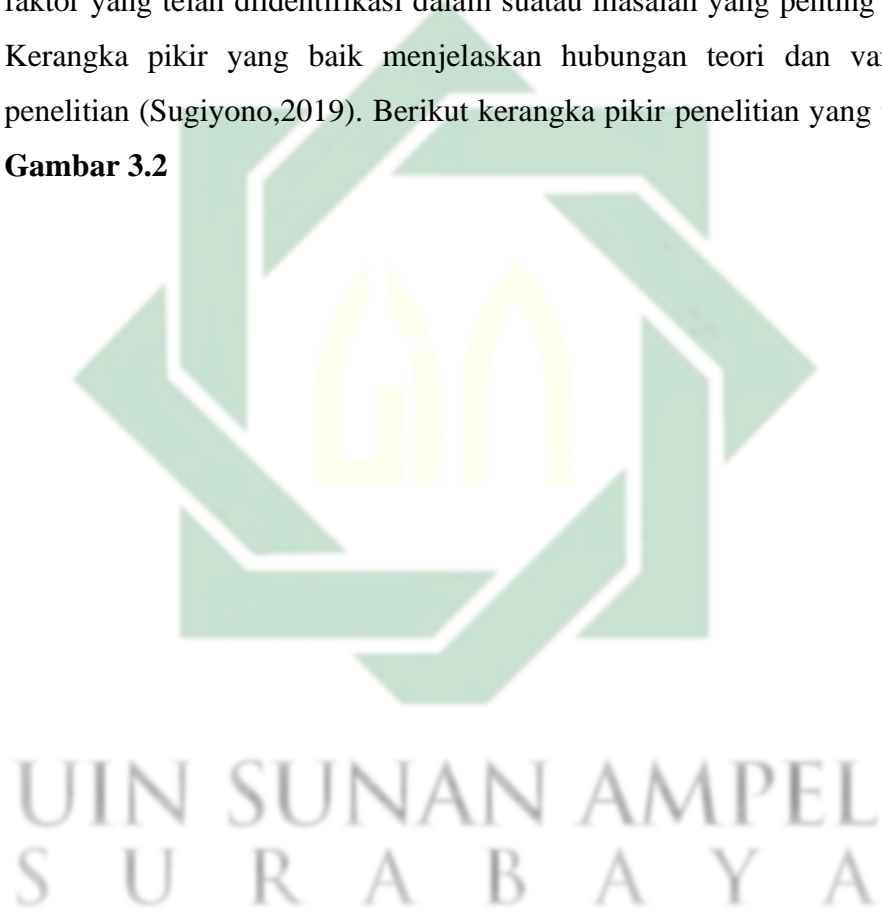 faktor yang telah diidentifikasi dalam suatu masalah yang penting
Kerangka pikir yang baik menjelaskan hubungan teori dan
penelitian (Sugiyono,2019). Berikut kerangka pikir penelitian yang
Gambar 3.2
UIN SUNAN AMPEL
S U R A B A Y A